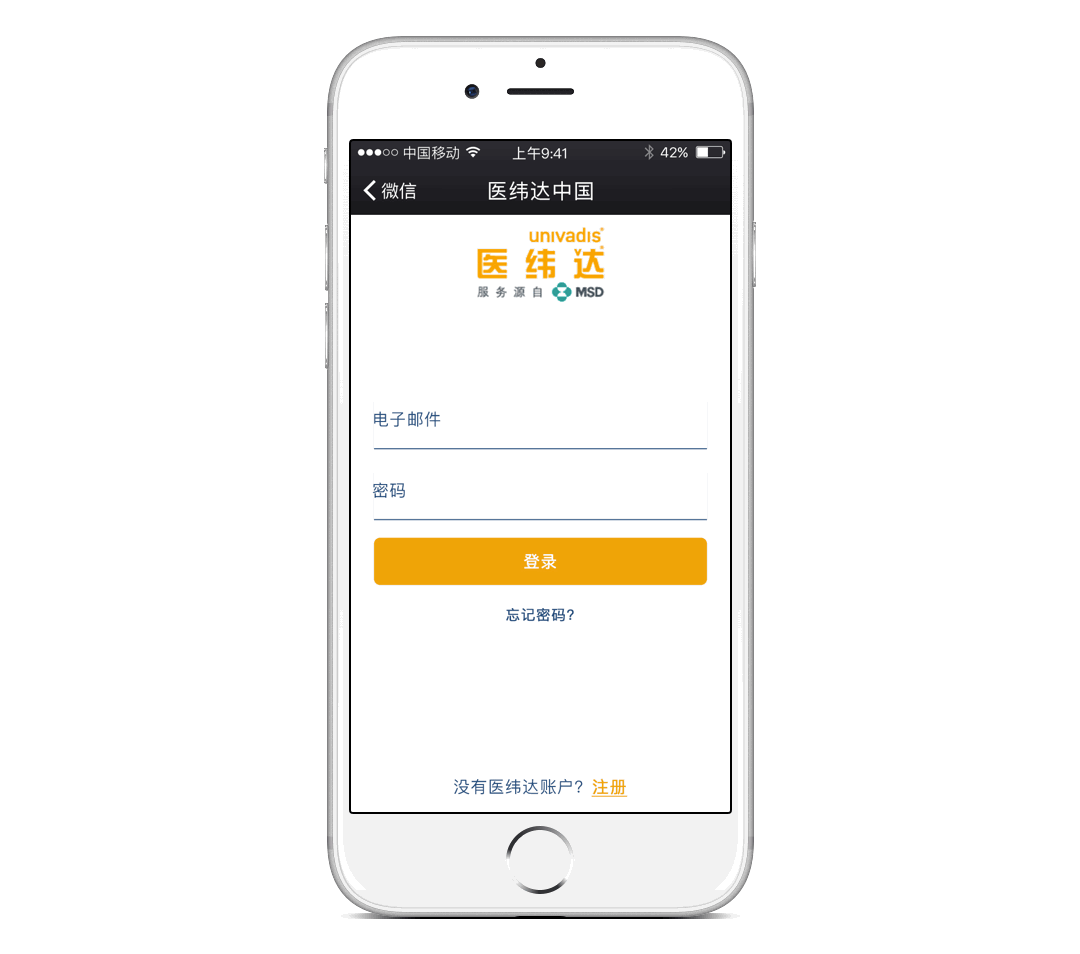 中国移动 上午9:41 42%
微信 医纬达中国
univadis®
医纬达
服务源自 MSD
电子邮件
密码
登录
忘记密码?
没有医纬达账户? 注册